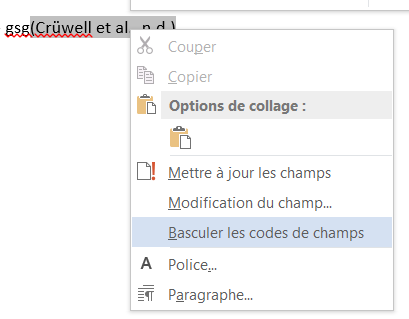 gsg(Crüwell et al., n.d.)
Couper
Copier
Options de collage :
Mettre à jour les champs
Modification du champ...
Basculer les codes de champs
Police...
Paragraphe...